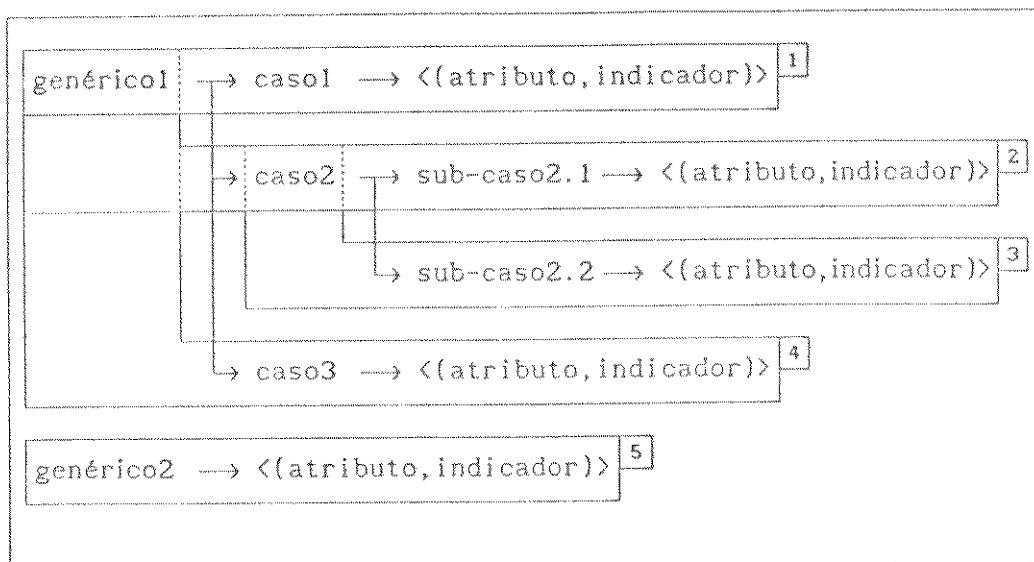 genérico1 → caso1 → <(atributo,indicador)> 1
→ caso2 → sub-caso2.1 → <(atributo,indicador)> 2
→ sub-caso2.2 → <(atributo,indicador)> 3
→ caso3 → <(atributo,indicador)> 4
genérico2 → <(atributo,indicador)> 5